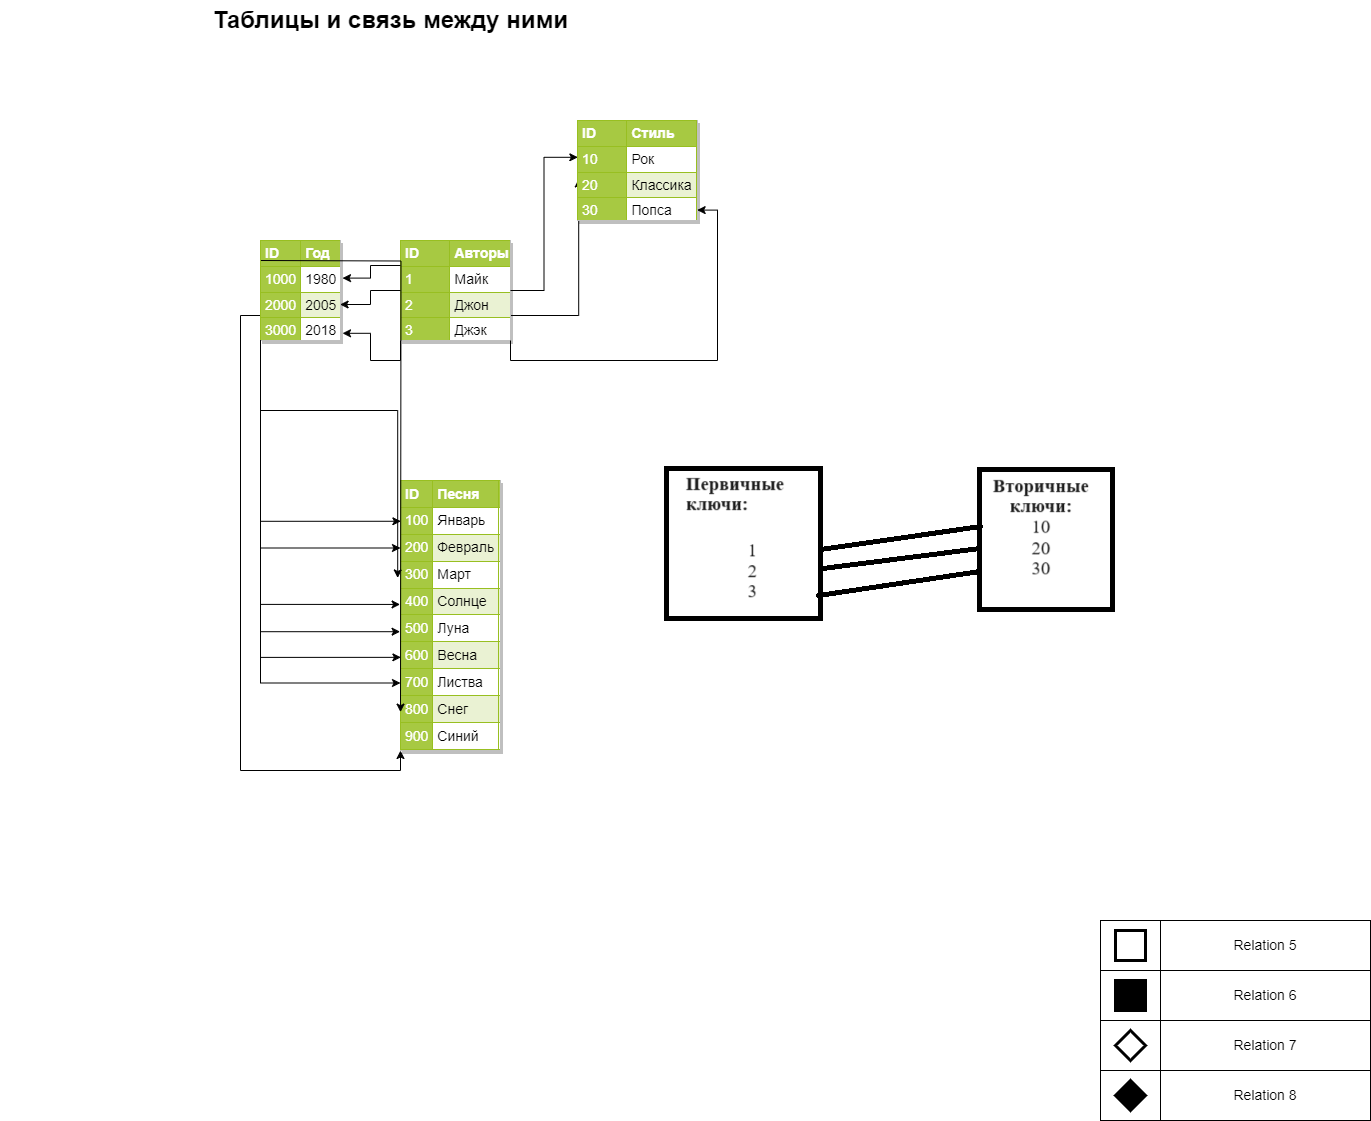 Таблицы и связь между ними
ID Стиль
10 Рок
20 Классика
30 Попса
ID Год
1000 1980
2000 2005
3000 2018
ID Авторы
1 Майк
2 Джон
3 Джэк
ID Песня
100 Январь
200 Февраль
300 Март
400 Солнце
500 Луна
600 Весна
700 Листва
800 Снег
900 Синий
Первичные
ключи:
1
2
3
Вторичные
ключи:
10
20
30
Relation 5
Relation 6
Relation 7
Relation 8